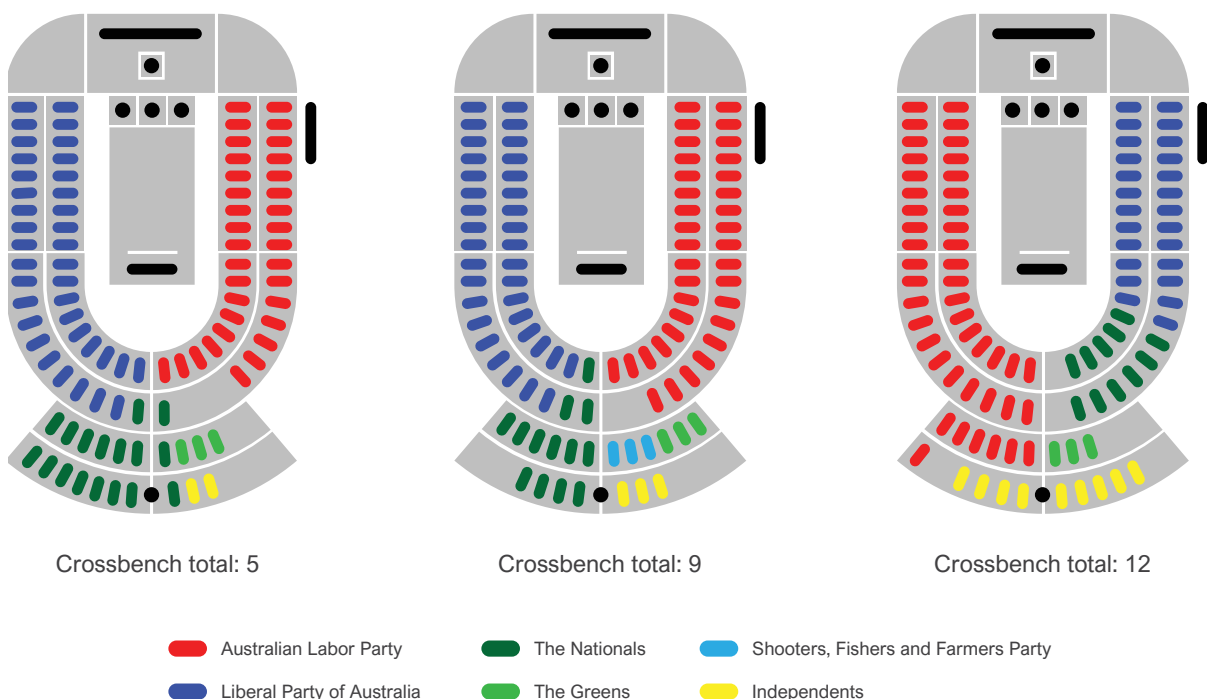 Crossbench total: 5
Crossbench total: 9
Crossbench total: 12
Australian Labor Party
The Nationals
Shooters, Fishers and Farmers Party
Liberal Party of Australia
The Greens
Independents